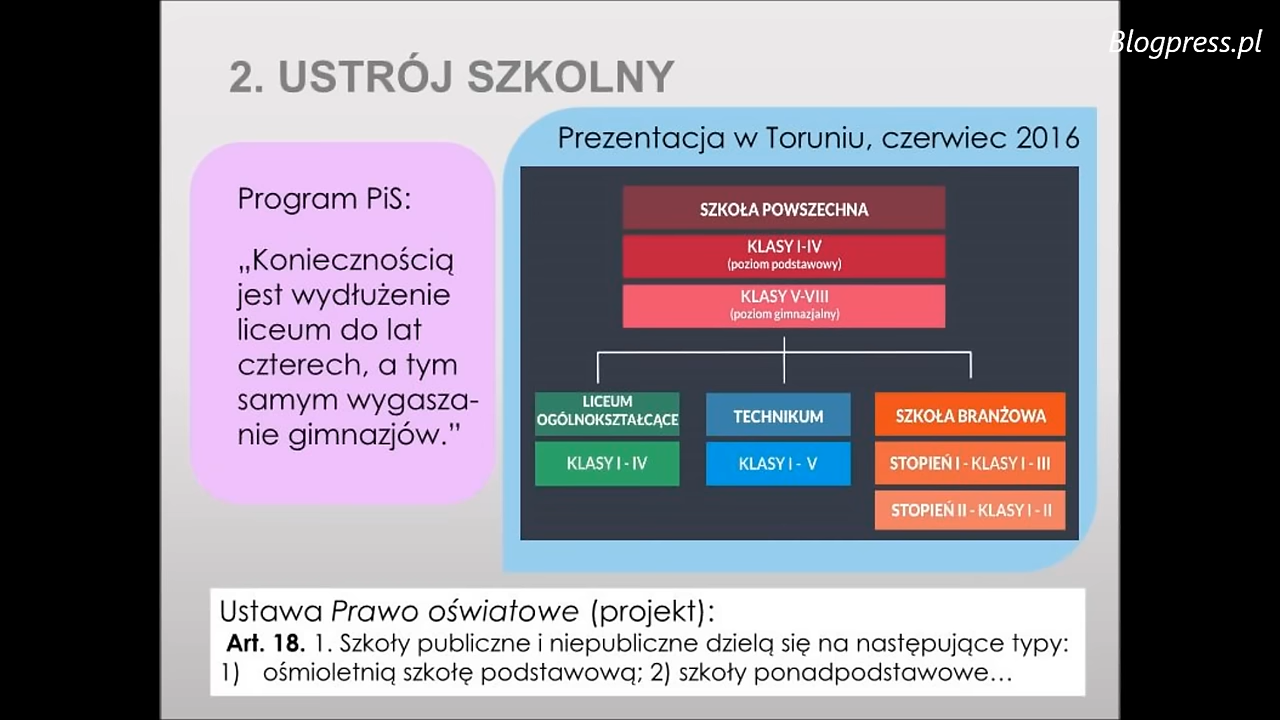 Blogpress.pl
2. USTRÓJ SZKOLNY
Program PiS:
„Koniecznością
jest wydłużenie
liceum do lat
czterech, a tym
samym wygasza-
nie gimnazjów.”
Prezentacja w Toruniu, czerwiec 2016
SZKOŁA POWSZECHNA
KLASY I-IV
(poziom podstawowy)
KLASY V-VIII
(poziom gimnazjalny)
LICEUM
OGÓLNOKSZTAŁCĄCE
KLASY I - IV
TECHNIKUM
KLASY I - V
SZKOŁA BRANŻOWA
STOPIEŃ I - KLASY I - III
STOPIEŃ II - KLASY I - II
Ustawa Prawo oświatowe (projekt):
Art. 18. 1. Szkoły publiczne i niepubliczne dzielą się na następujące typy:
1) ośmioletnią szkołę podstawową; 2) szkoły ponadpodstawowe…